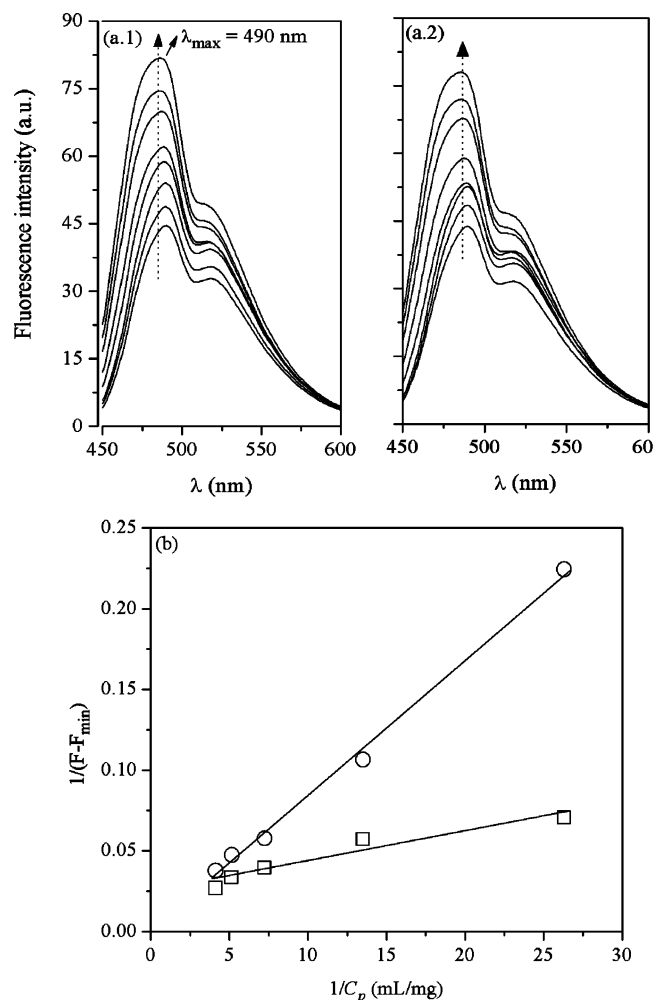 (a.1)
λmax = 490 nm
(a.2)
90
75
60
45
30
15
0
Fluorescence intensity (a.u.)
450 500 550 600
450 500 550 60
λ (nm)
λ (nm)
(b)
0.25
0.20
0.15
0.10
0.05
0.00
1/(F-Fmin)
0 5 10 15 20 25 30
1/Cp (mL/mg)